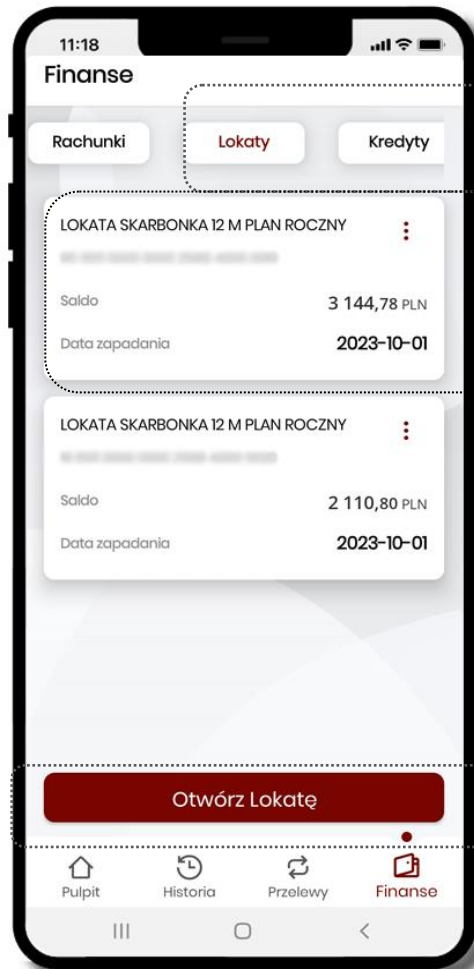 11:18
Finanse
Rachunki
Lokaty
Kredyty
LOKATA SKARBONKA 12 M PLAN ROCZNY
Saldo
3 144,78 PLN
Data zapadania
2023-10-01
LOKATA SKARBONKA 12 M PLAN ROCZNY
Saldo
2 110,80 PLN
Data zapadania
2023-10-01
Otwórz Lokatę
Pulpit
Historia
Przelewy
Finanse